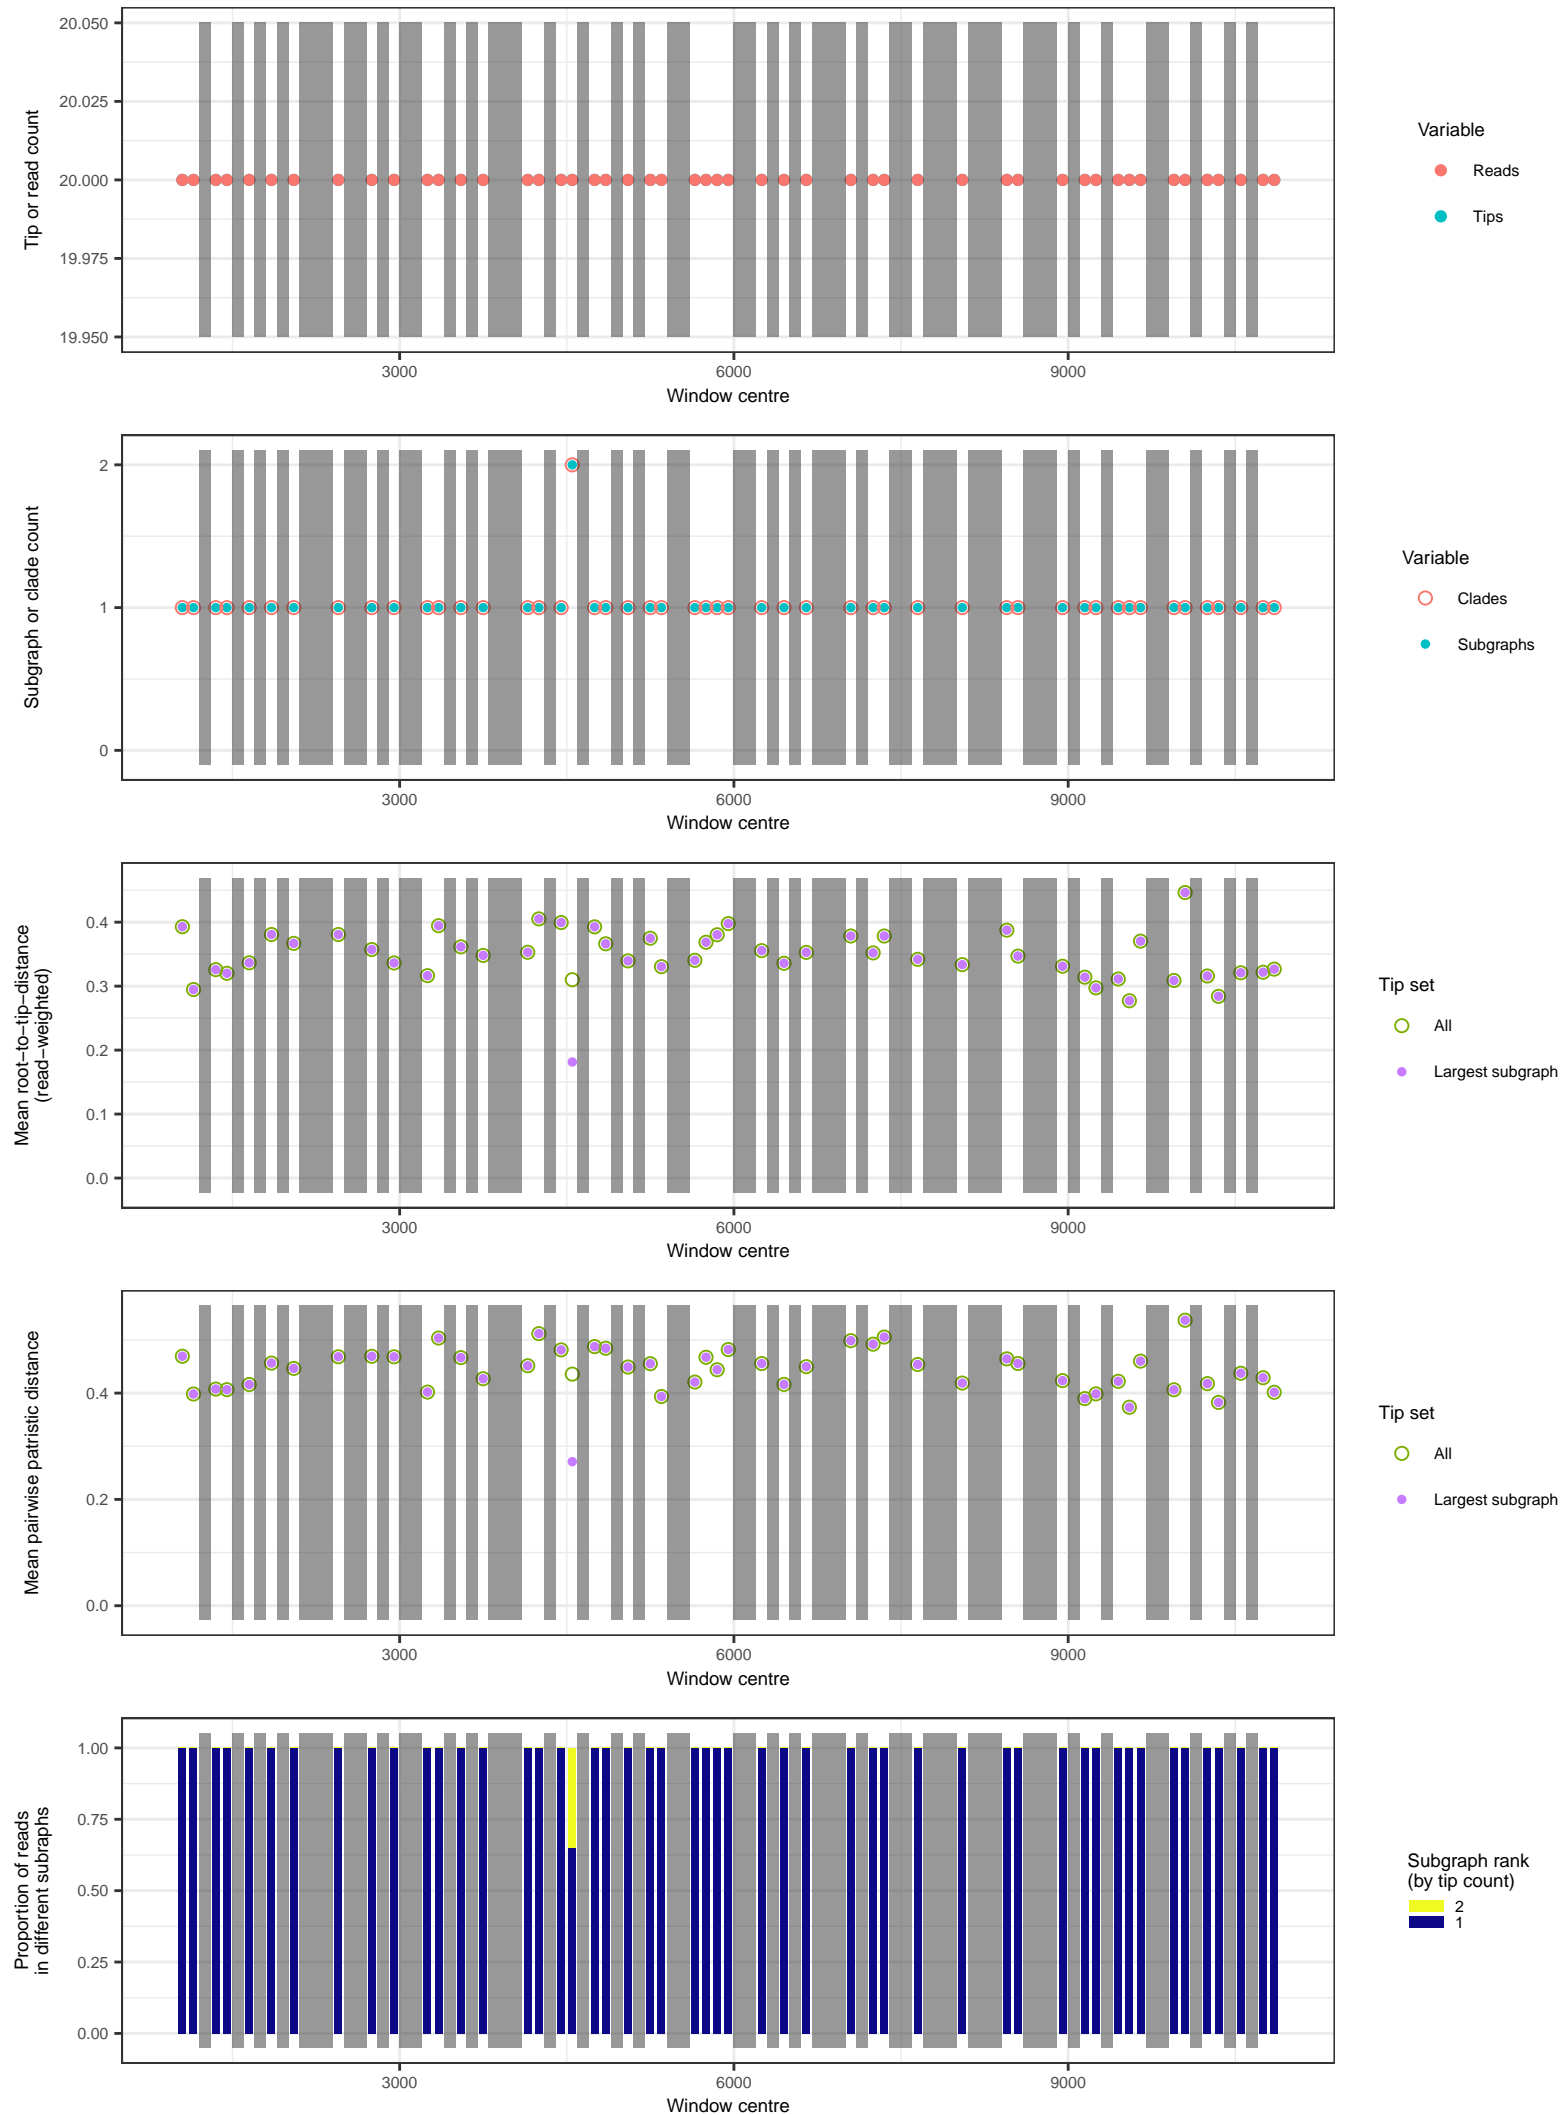 20.050
20.025
20.000
19.975
19.950
Tip or read count
3000
6000
9000
Window centre
Variable
Reads
Tips
2
1
0
Subgraph or clade count
3000
6000
9000
Window centre
Variable
Clades
Subgraphs
0.4
0.3
0.2
0.1
0.0
Mean root−to−tip−distance
(read−weighted)
3000
6000
9000
Window centre
Tip set
All
Largest subgraph
0.4
0.2
0.0
Mean pairwise patristic distance
3000
6000
9000
Window centre
Tip set
All
Largest subgraph
1.00
0.75
0.50
0.25
0.00
Proportion of reads
in different subraphs
3000
6000
9000
Window centre
Subgraph rank
(by tip count)
2
1